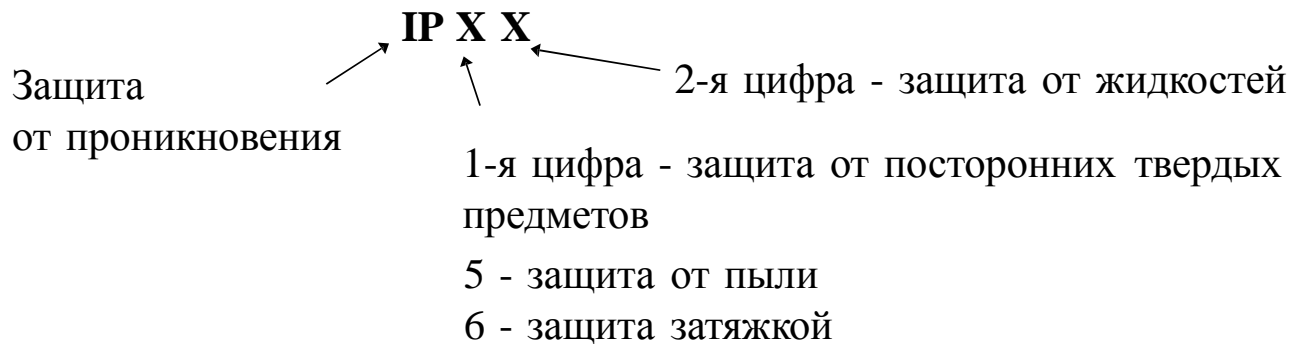 IP X X
Защита
от проникновения
2-я цифра - защита от жидкостей
1-я цифра - защита от посторонних твердых
предметов
5 - защита от пыли
6 - защита затяжкой